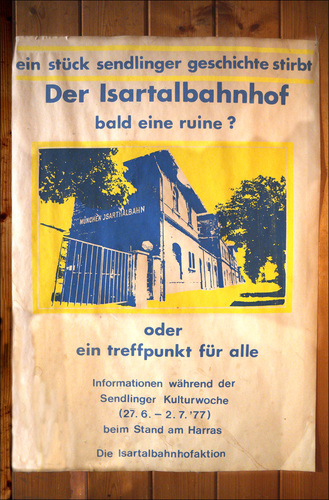 ein stück sendlinger geschichte stirbt
Der Isartalbahnhof
bald eine ruine ?
MÜNCHEN ISARTHALBAHN
oder
ein treffpunkt für alle
Informationen während der
Sendlinger Kulturwoche
(27. 6. – 2. 7. '77)
beim Stand am Harras
Die Isartalbahnhofaktion